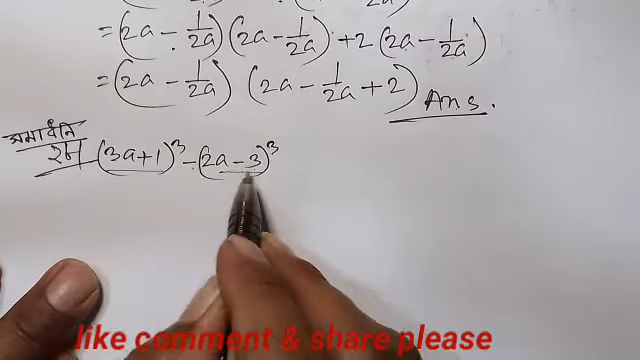 2a
= (2a - 1/2a) (2a - 1/2a) + 2 (2a - 1/2a)
= (2a - 1/2a) (2a - 1/2a + 2) Ans.
(3a+1)³ - (2a-3)³
like comment & share please